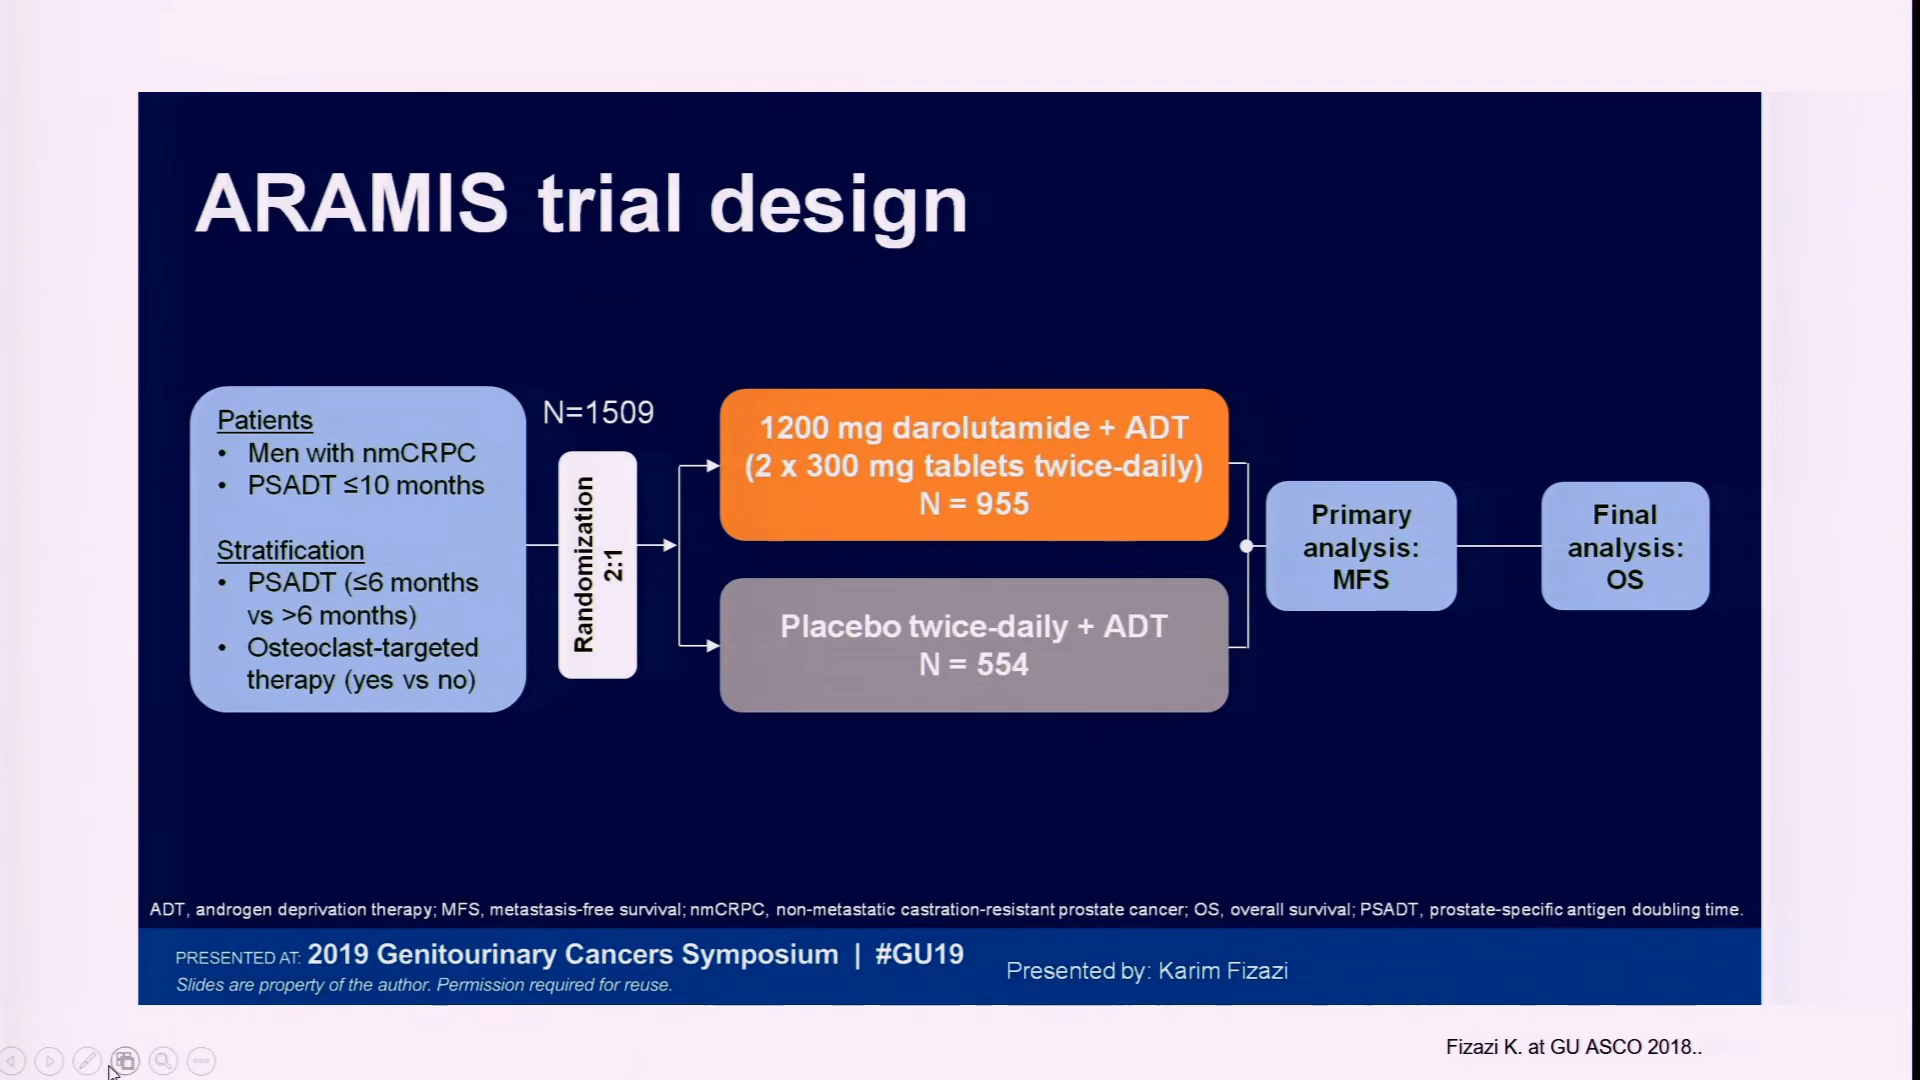 ARAMIS trial design
Patients
• Men with nmCRPC
• PSADT ≤10 months
Stratification
• PSADT (≤6 months
vs >6 months)
• Osteoclast-targeted
therapy (yes vs no)
N=1509
Randomization
2:1
1200 mg darolutamide + ADT
(2 x 300 mg tablets twice-daily)
N = 955
Placebo twice-daily + ADT
N = 554
Primary
analysis:
MFS
Final
analysis:
OS
ADT, androgen deprivation therapy; MFS, metastasis-free survival; nmCRPC, non-metastatic castration-resistant prostate cancer; OS, overall survival; PSADT, prostate-specific antigen doubling time.
PRESENTED AT: 2019 Genitourinary Cancers Symposium | #GU19
Slides are property of the author. Permission required for reuse.
Presented by: Karim Fizazi
Fizazi K. at GU ASCO 2018..